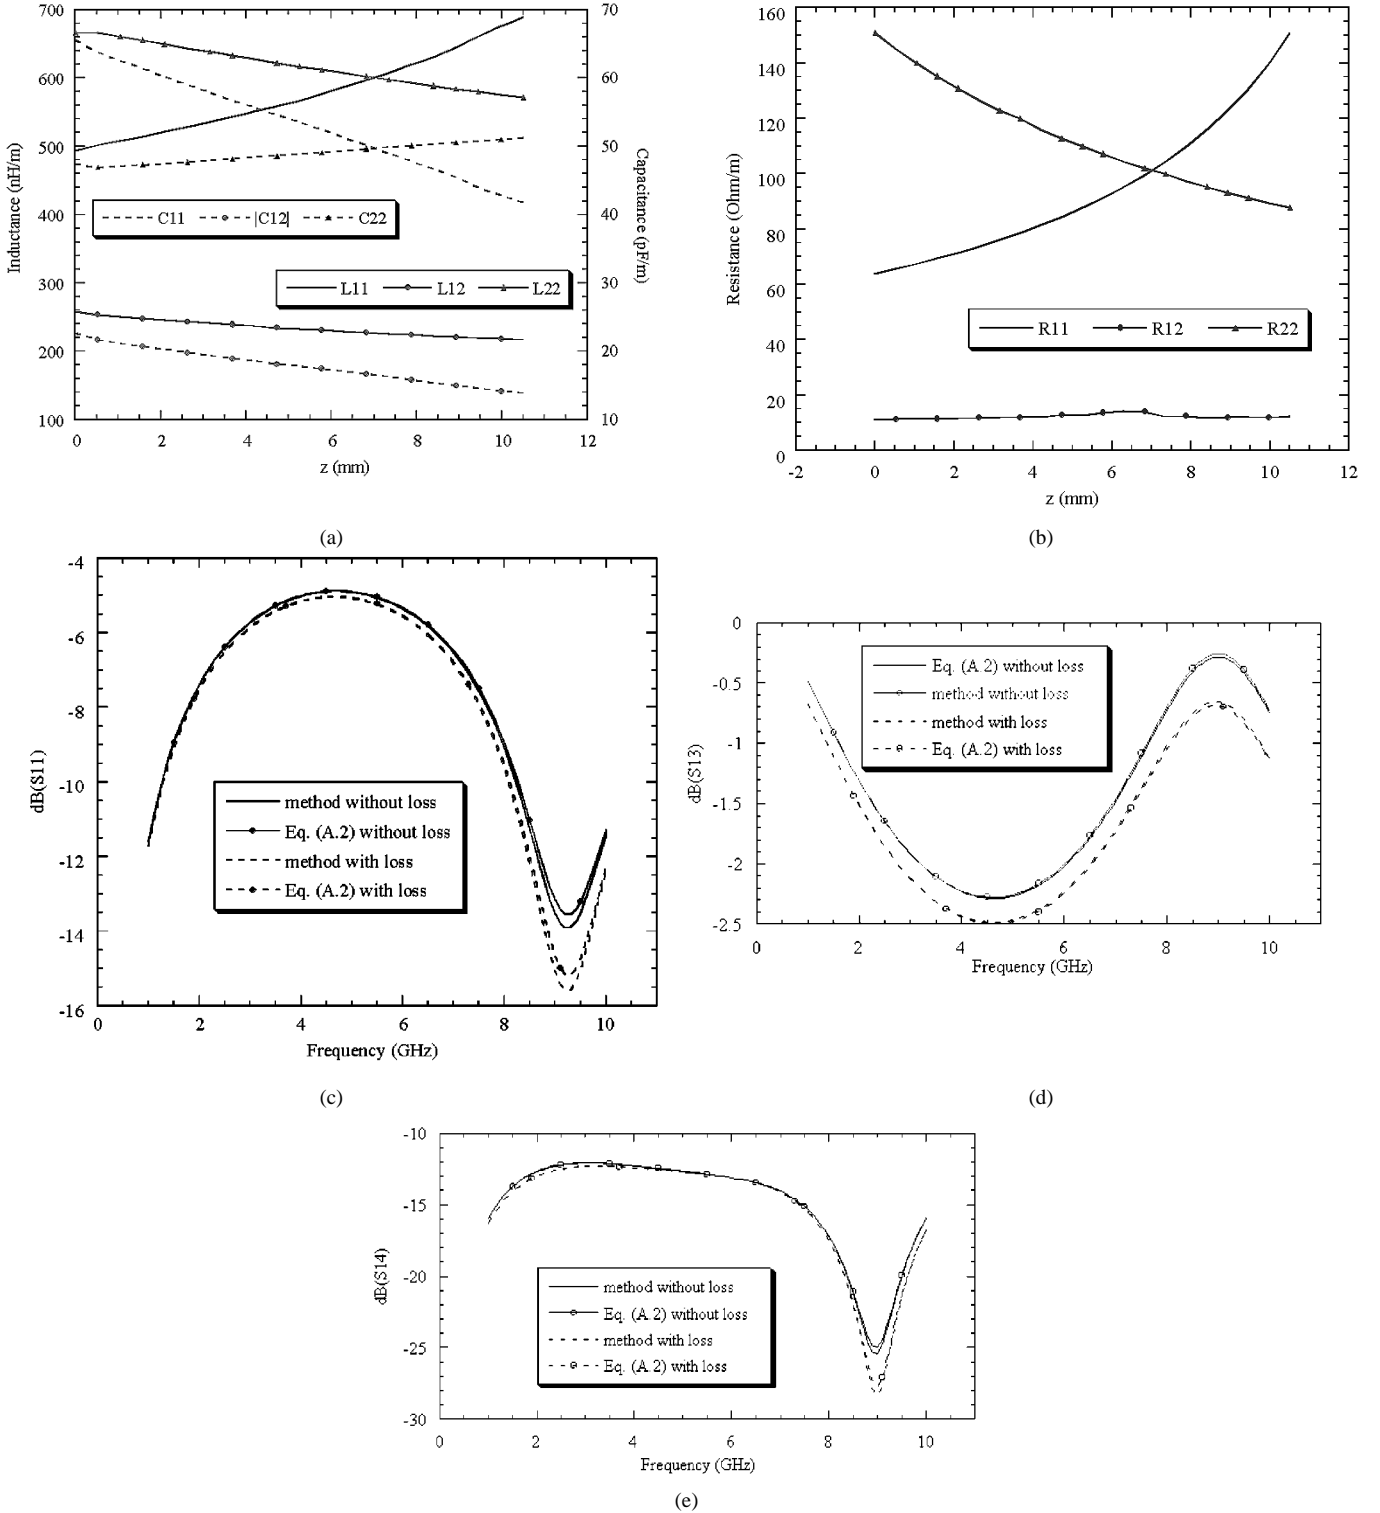 700
600
500
400
300
200
100
Inductance (nH/m)
70
60
50
40
30
20
10
Capacitance (pF/m)
C11 |C12| C22
L11 L12 L22
0 2 4 6 8 10 12
z (mm)
(a)
160
140
120
100
80
60
40
20
0
Resistance (Ohm/m)
R11 R12 R22
-2 0 2 4 6 8 10 12
z (mm)
(b)
-4
-6
-8
-10
-12
-14
-16
dB(S11)
method without loss
Eq. (A.2) without loss
method with loss
Eq. (A.2) with loss
0 2 4 6 8 10
Frequency (GHz)
(c)
0
-0.5
-1
-1.5
-2
-2.5
dB(S13)
Eq. (A.2) without loss
method without loss
method with loss
Eq. (A.2) with loss
0 2 4 6 8 10
Frequency (GHz)
(d)
-10
-15
-20
-25
-30
dB(S14)
method without loss
Eq. (A.2) without loss
method with loss
Eq. (A.2) with loss
0 2 4 6 8 10
Frequency (GHz)
(e)